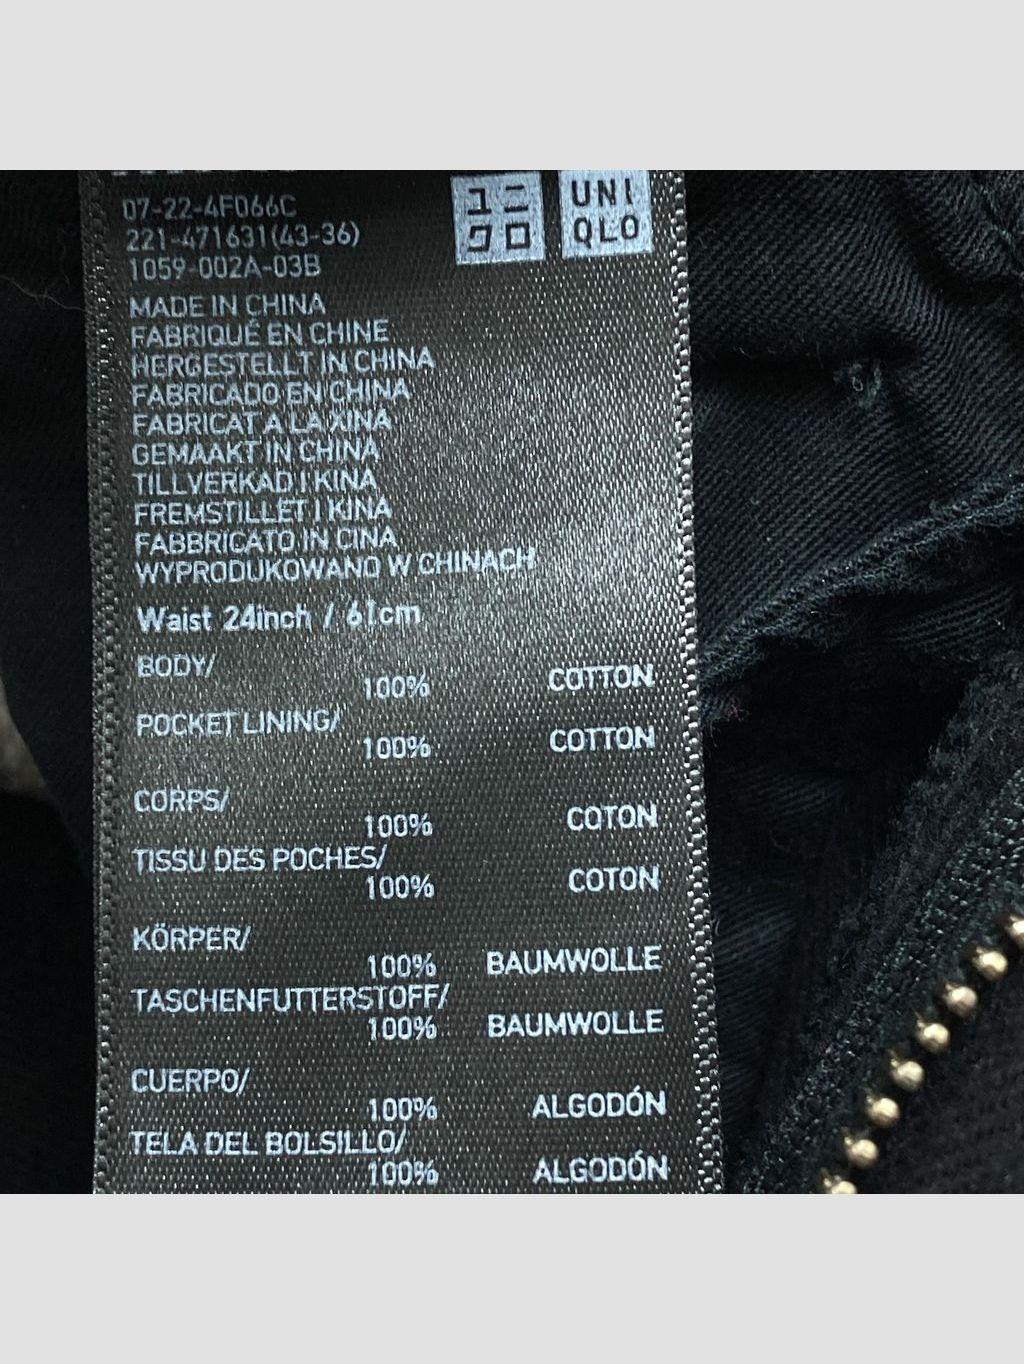 07-22-4F066C
221-471631(43-36)
1059-002A-03B
ユニ
クロ
UNI
QLO
MADE IN CHINA
FABRIQUÉ EN CHINE
HERGESTELLT IN CHINA
FABRICADO EN CHINA
FABRICAT A LA XINA
GEMAAKT IN CHINA
TILLVERKAD I KINA
FREMSTILLET I KINA
FABBRICATO IN CINA
WYPRODUKOWANO W CHINACH
Waist 24inch / 61cm
BODY/
100% COTTON
POCKET LINING/
100% COTTON
CORPS/
100% COTON
TISSU DES POCHES/
100% COTON
KÖRPER/
100% BAUMWOLLE
TASCHENFUTTERSTOFF/
100% BAUMWOLLE
CUERPO/
100% ALGODÓN
TELA DEL BOLSILLO/
100% ALGODÓN